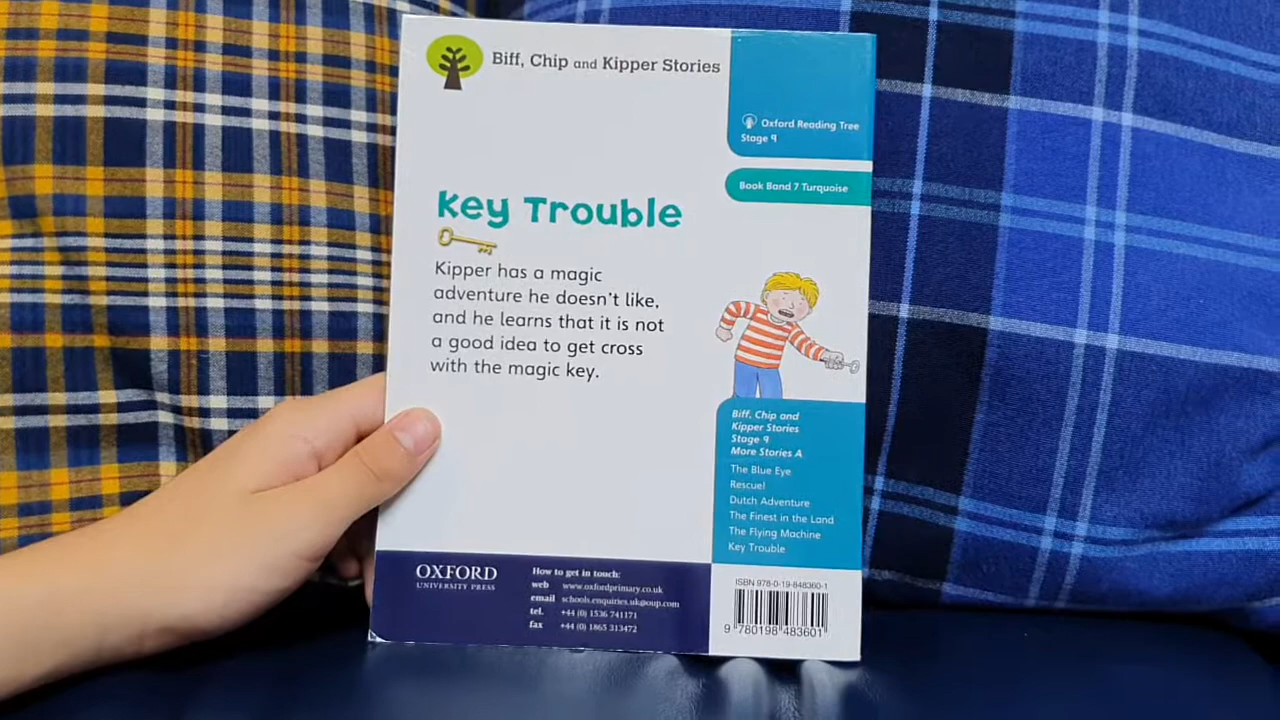 Biff, Chip and Kipper Stories
Oxford Reading Tree
Stage 9
Book Band 7 Turquoise
Key Trouble
Kipper has a magic
adventure he doesn't like,
and he learns that it is not
a good idea to get cross
with the magic key.
Biff, Chip and
Kipper Stories
Stage 9
More Stories A
The Blue Eye
Rescue!
Dutch Adventure
The Finest in the Land
The Flying Machine
Key Trouble
OXFORD
UNIVERSITY PRESS
How to get in touch:
web www.oxfordprimary.co.uk
email schools.enquiries.uk@oup.com
tel. +44 (0) 1536 741171
fax +44 (0) 1865 313472
ISBN 978-0-19-848360-1
9 780198 483601